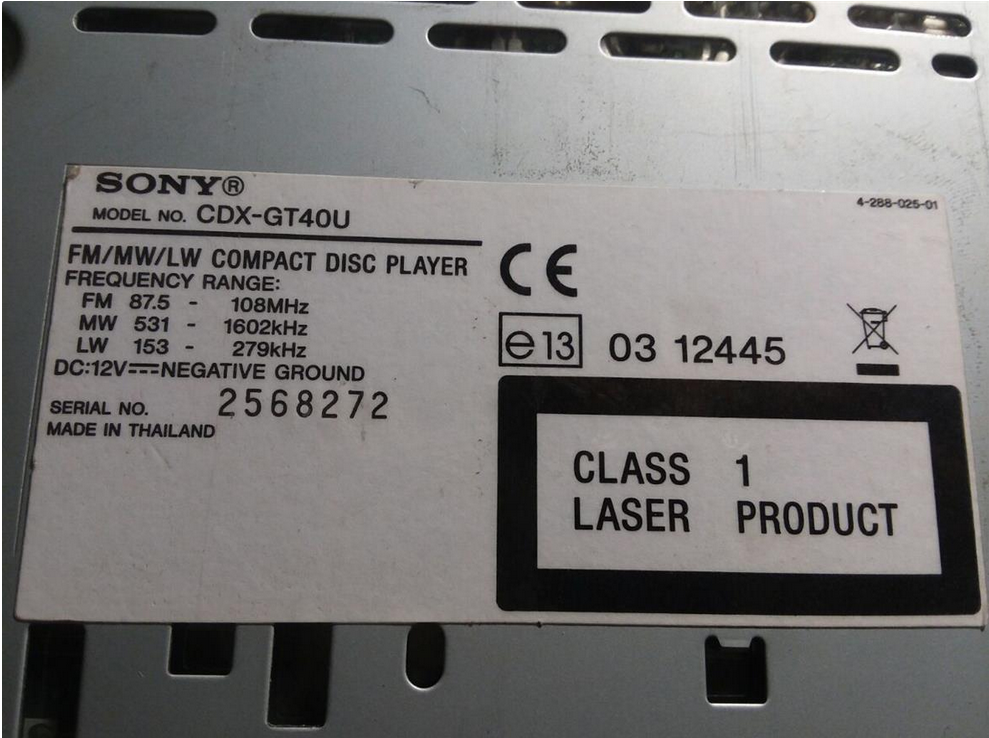 SONY®
MODEL NO. CDX-GT40U
4-288-025-01
FM/MW/LW COMPACT DISC PLAYER
FREQUENCY RANGE:
FM 87.5 - 108MHz
MW 531 - 1602kHz
LW 153 - 279kHz
DC:12V⎓NEGATIVE GROUND
SERIAL NO. 2568272
MADE IN THAILAND
CE
e13 03 12445
CLASS 1
LASER PRODUCT